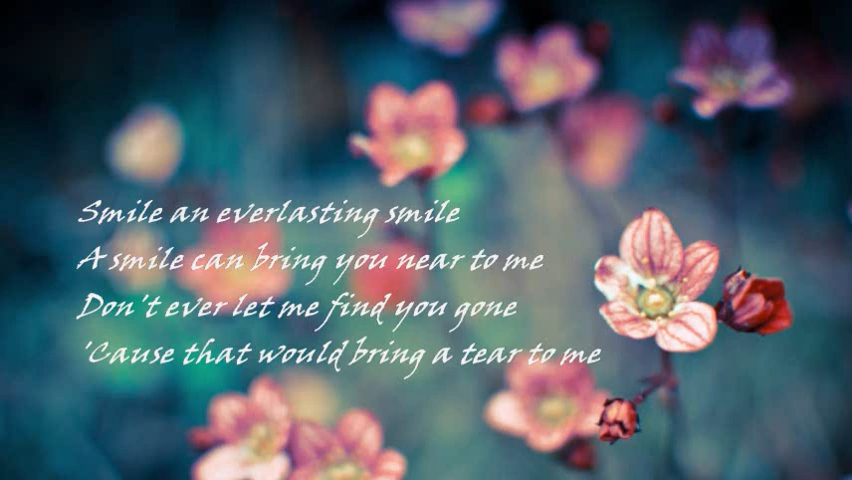 Smile an everlasting smile
A smile can bring you near to me
Don't ever let me find you gone
'Cause that would bring a tear to me